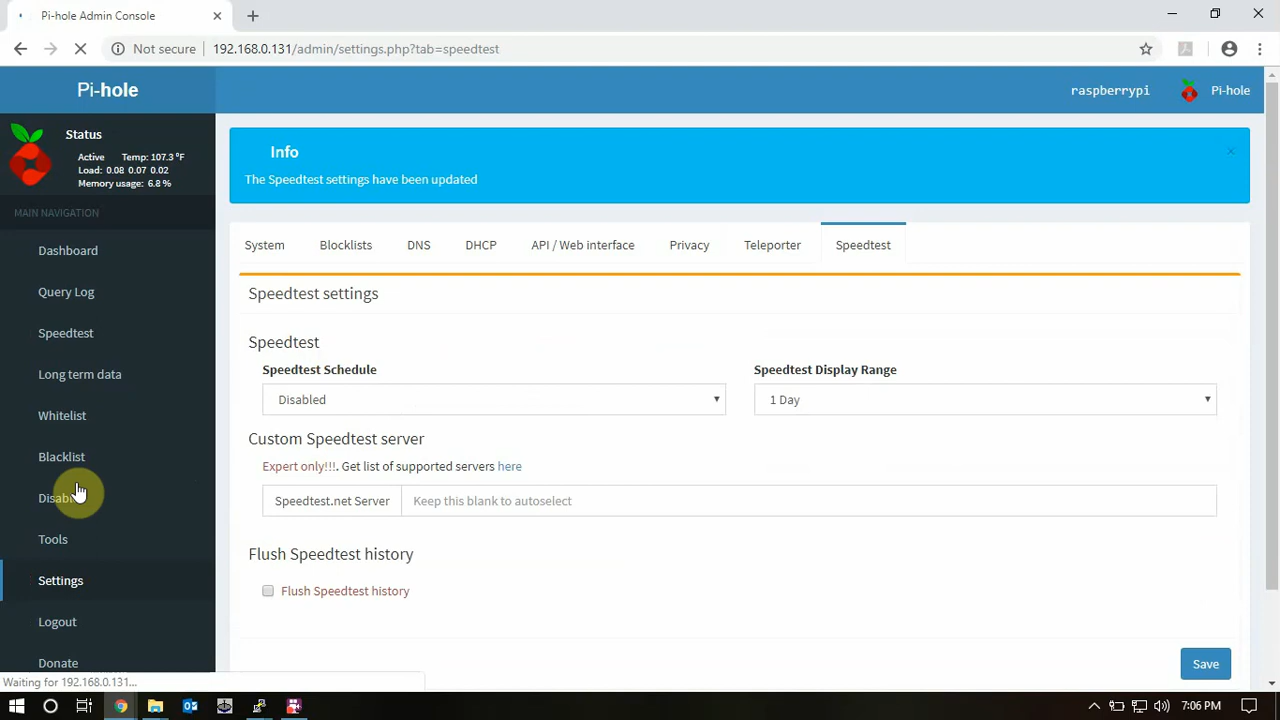 Pi-hole Admin Console
Not secure
192.168.0.131/admin/settings.php?tab=speedtest
Pi-hole
raspberrypi
Pi-hole
Status
Active Temp: 107.3 °F
Load: 0.08 0.07 0.02
Memory usage: 6.8 %
MAIN NAVIGATION
Dashboard
Query Log
Speedtest
Long term data
Whitelist
Blacklist
Tools
Settings
Logout
Donate
Info
The Speedtest settings have been updated
System Blocklists DNS DHCP API / Web interface Privacy Teleporter Speedtest
Speedtest settings
Speedtest
Speedtest Schedule
Speedtest Display Range
Disabled
1 Day
Custom Speedtest server
Expert only!!!. Get list of supported servers here
Speedtest.net Server Keep this blank to autoselect
Flush Speedtest history
Flush Speedtest history
Save
Waiting for 192.168.0.131...
7:06 PM